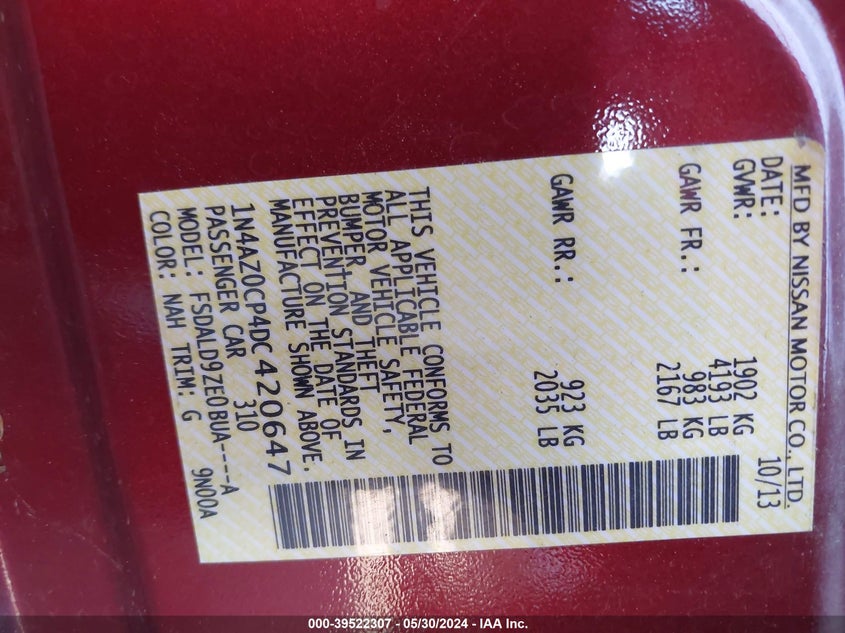 MFD BY NISSAN MOTOR CO., LTD.
DATE: 10/13
GVWR: 1902 KG
4193 LB
GAWR FR.: 983 KG
2167 LB
GAWR RR.: 923 KG
2035 LB
THIS VEHICLE CONFORMS TO
ALL APPLICABLE FEDERAL
MOTOR VEHICLE SAFETY,
BUMPER, AND THEFT
PREVENTION STANDARDS IN
EFFECT ON THE DATE OF
MANUFACTURE SHOWN ABOVE.
1N4AZ0CP4DC420647
PASSENGER CAR 310
MODEL: FSDALD9ZE0BUA----A
COLOR: NAH TRIM: G 9N00A
000-39522307 - 05/30/2024 - IAA Inc.